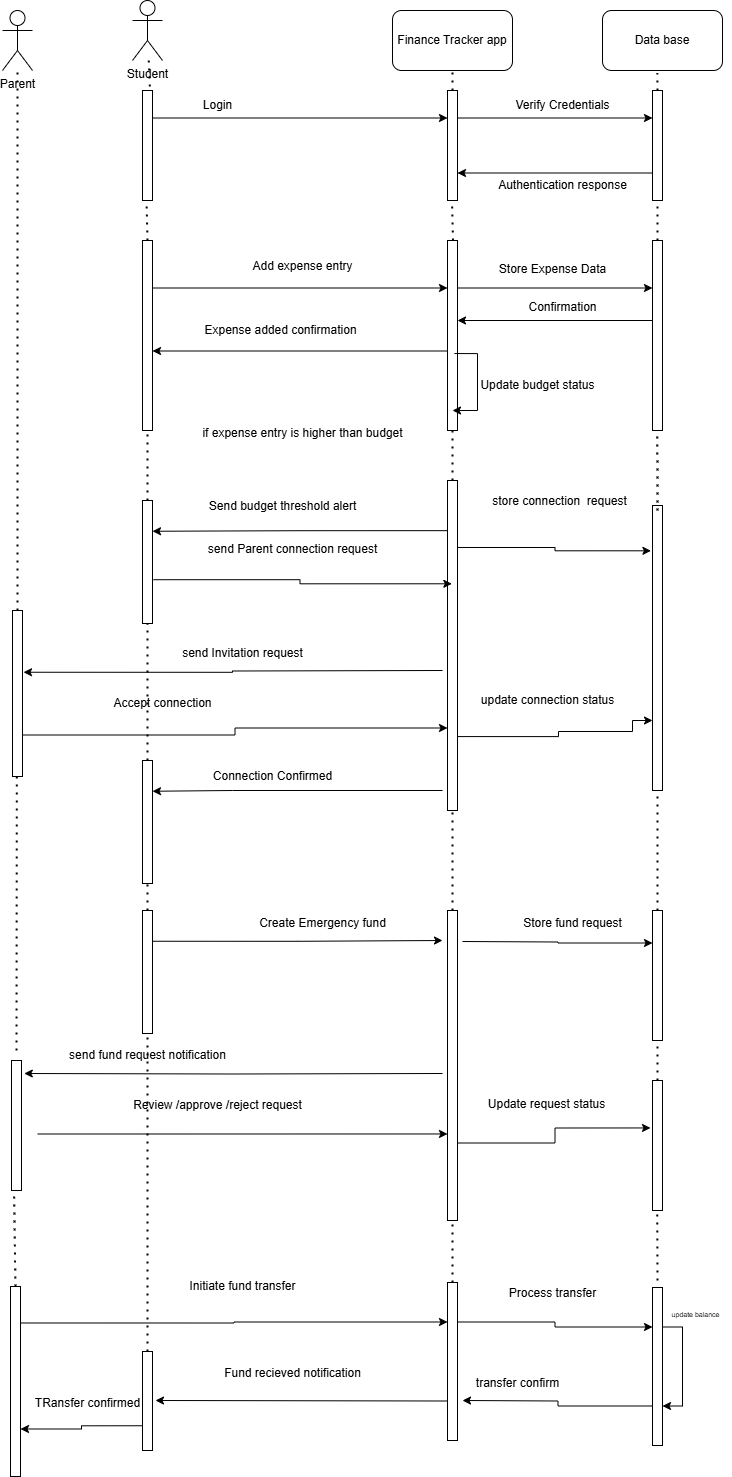 Finance Tracker app
Data base
Student
Parent
Login
Verify Credentials
Authentication response
Add expense entry
Store Expense Data
Confirmation
Expense added confirmation
Update budget status
if expense entry is higher than budget
store connection  request
Send budget threshold alert
send Parent connection request
send Invitation request
Accept connection
update connection status
Connection Confirmed
Create Emergency fund
Store fund request
send fund request notification
Review /approve /reject request
Update request status
Initiate fund transfer
Process transfer
update balance
Fund recieved notification
transfer confirm
TRansfer confirmed